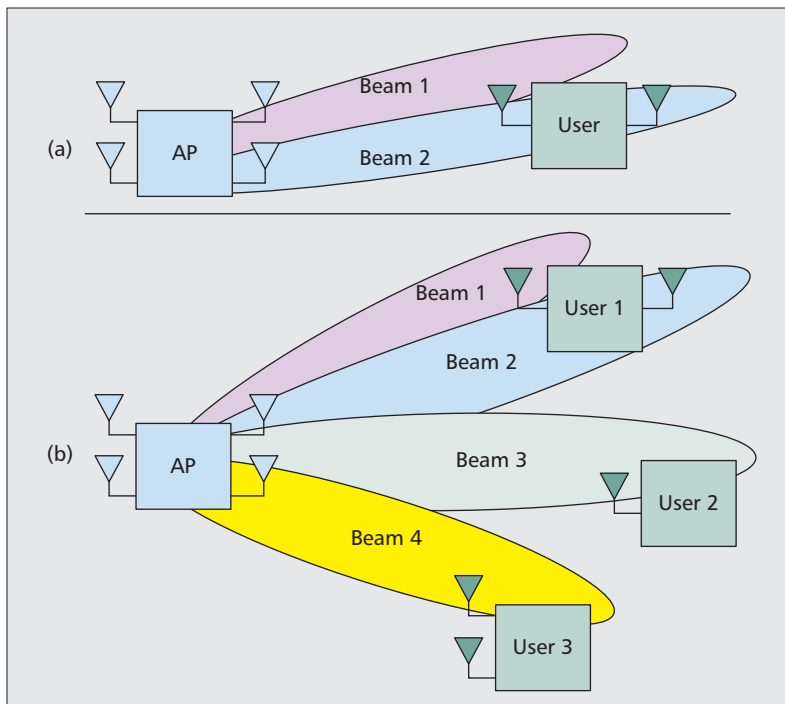 (a)
AP
Beam 1
Beam 2
User
(b)
AP
Beam 1
Beam 2
User 1
Beam 3
User 2
Beam 4
User 3